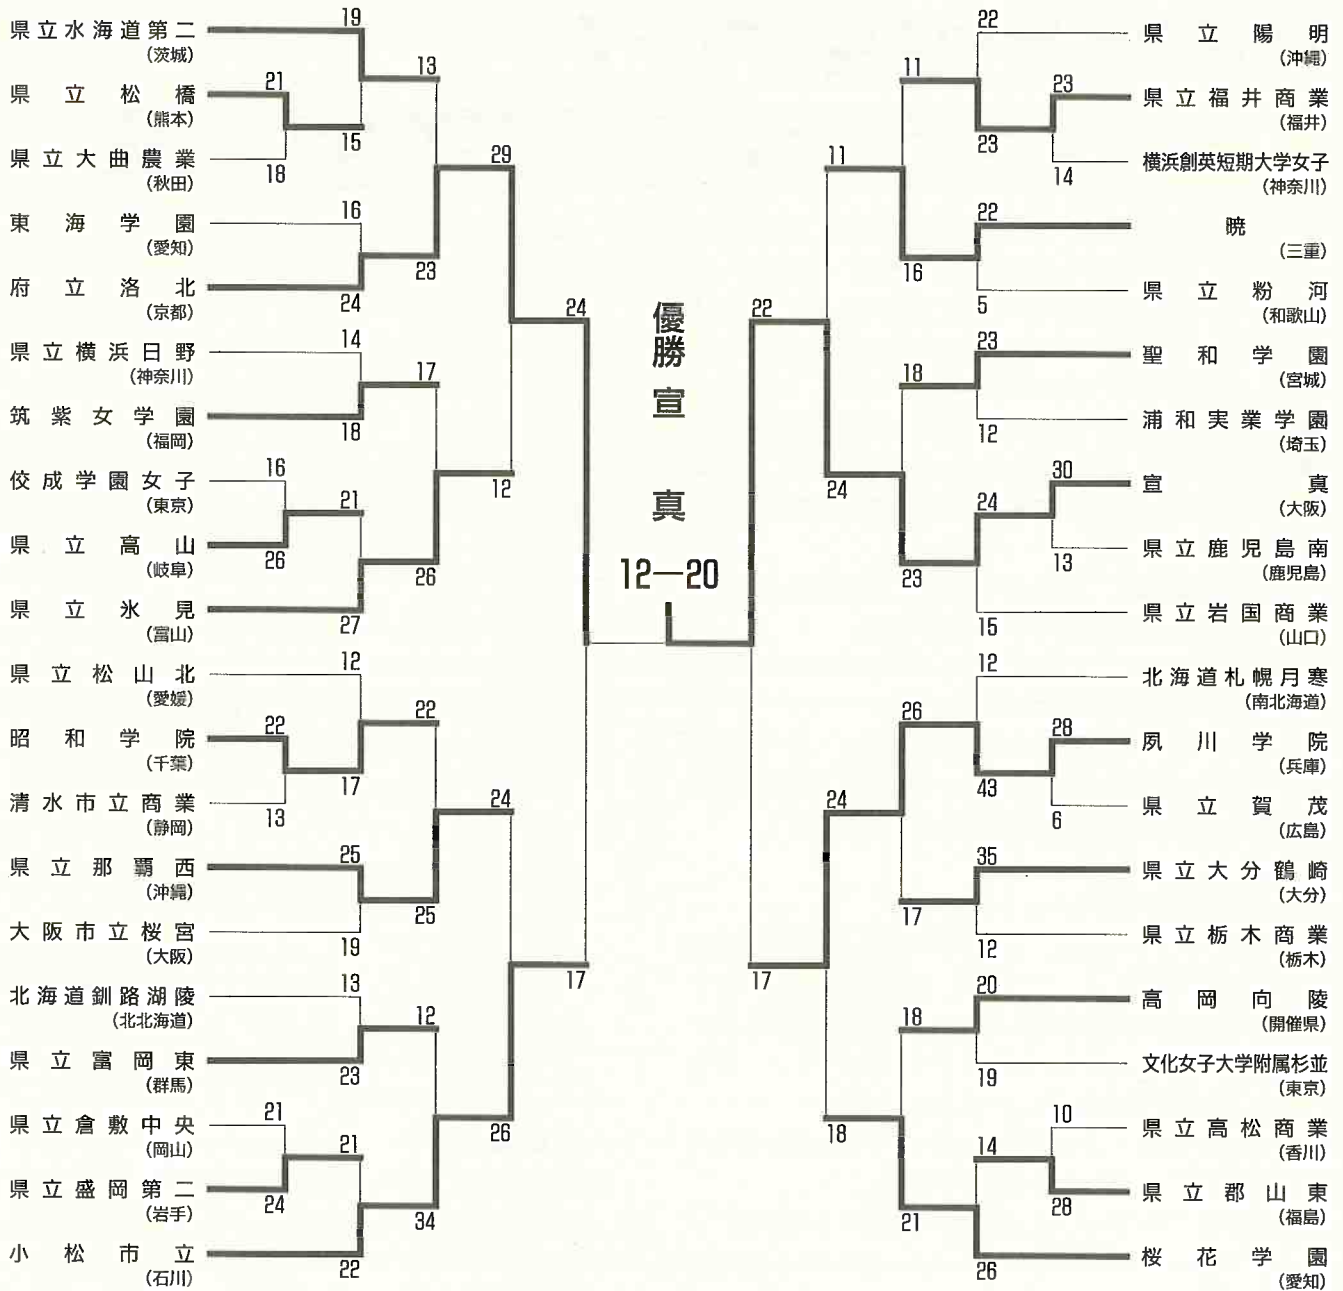 県立水海道第二
(茨城)
県立松橋
(熊本)
県立大曲農業
(秋田)
東海学園
(愛知)
府立洛北
(京都)
県立横浜日野
(神奈川)
筑紫女学園
(福岡)
佼成学園女子
(東京)
県立高山
(岐阜)
県立氷見
(富山)
県立松山北
(愛媛)
昭和学院
(千葉)
清水市立商業
(静岡)
県立那覇西
(沖縄)
大阪市立桜宮
(大阪)
北海道釧路湖陵
(北北海道)
県立富岡東
(群馬)
県立倉敷中央
(岡山)
県立盛岡第二
(岩手)
小松市立
(石川)
19
21
15
18
16
24
14
18
16
21
26
27
12
22
17
13
25
19
13
23
21
21
24
22
13
23
17
26
22
25
12
34
29
12
24
26
24
17
優勝 宣真
12—20
22
17
11
24
24
18
11
16
18
23
26
17
18
21
22
23
23
14
22
5
23
12
30
24
13
15
12
28
43
6
35
12
20
19
10
14
28
26
県立陽明
(沖縄)
県立福井商業
(福井)
横浜創英短期大学女子
(神奈川)
暁
(三重)
県立粉河
(和歌山)
聖和学園
(宮城)
浦和実業学園
(埼玉)
宣真
(大阪)
県立鹿児島南
(鹿児島)
県立岩国商業
(山口)
北海道札幌月寒
(南北海道)
夙川学院
(兵庫)
県立賀茂
(広島)
県立大分鶴崎
(大分)
県立栃木商業
(栃木)
高岡向陵
(開催県)
文化女子大学附属杉並
(東京)
県立高松商業
(香川)
県立郡山東
(福島)
桜花学園
(愛知)